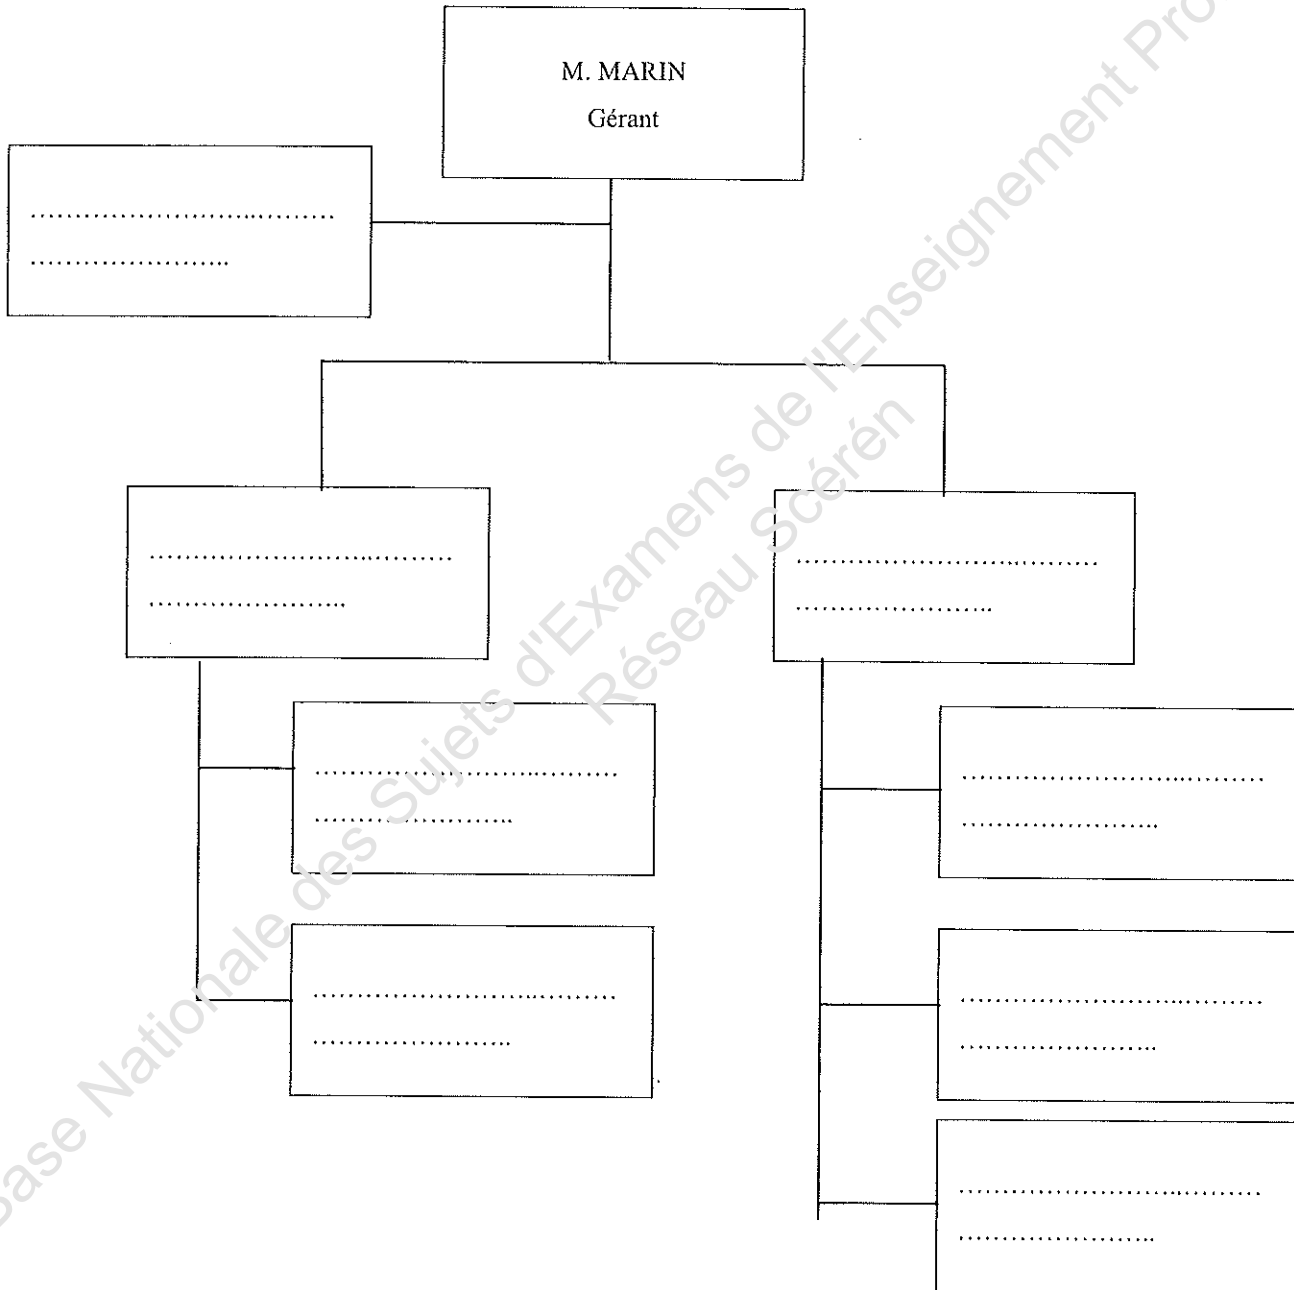 M. MARIN
Gérant
Base Nationale des Sujets d'Examens de l'Enseignement Pro
Réseau Scérén